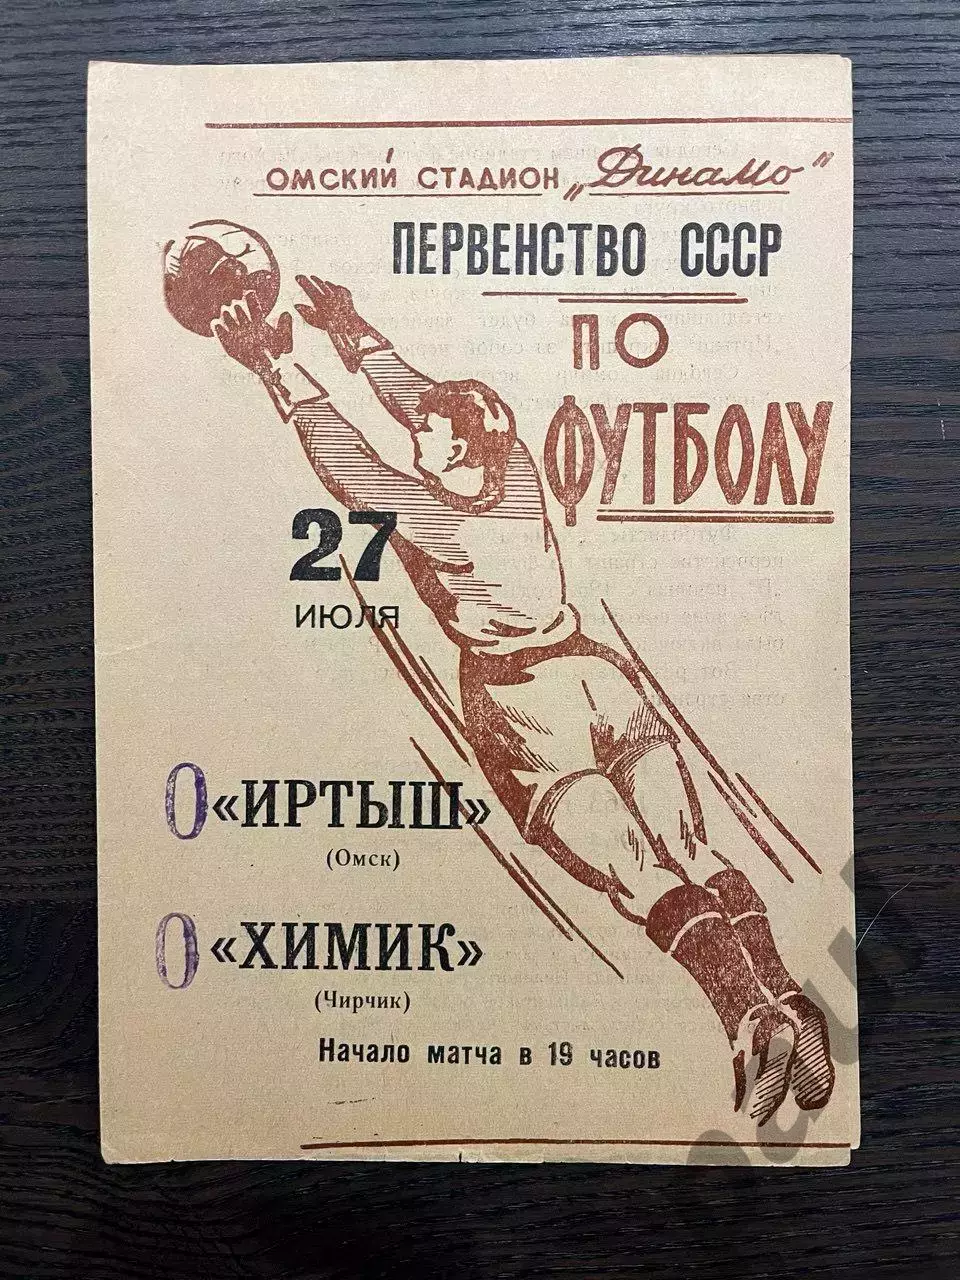 ОМСКИЙ СТАДИОН „Динамо"
ПЕРВЕНСТВО СССР
ПО
ФУТБОЛУ
27
ИЮЛЯ
0 «ИРТЫШ»
(Омск)
0 «ХИМИК»
(Чирчик)
Начало матча в 19 часов